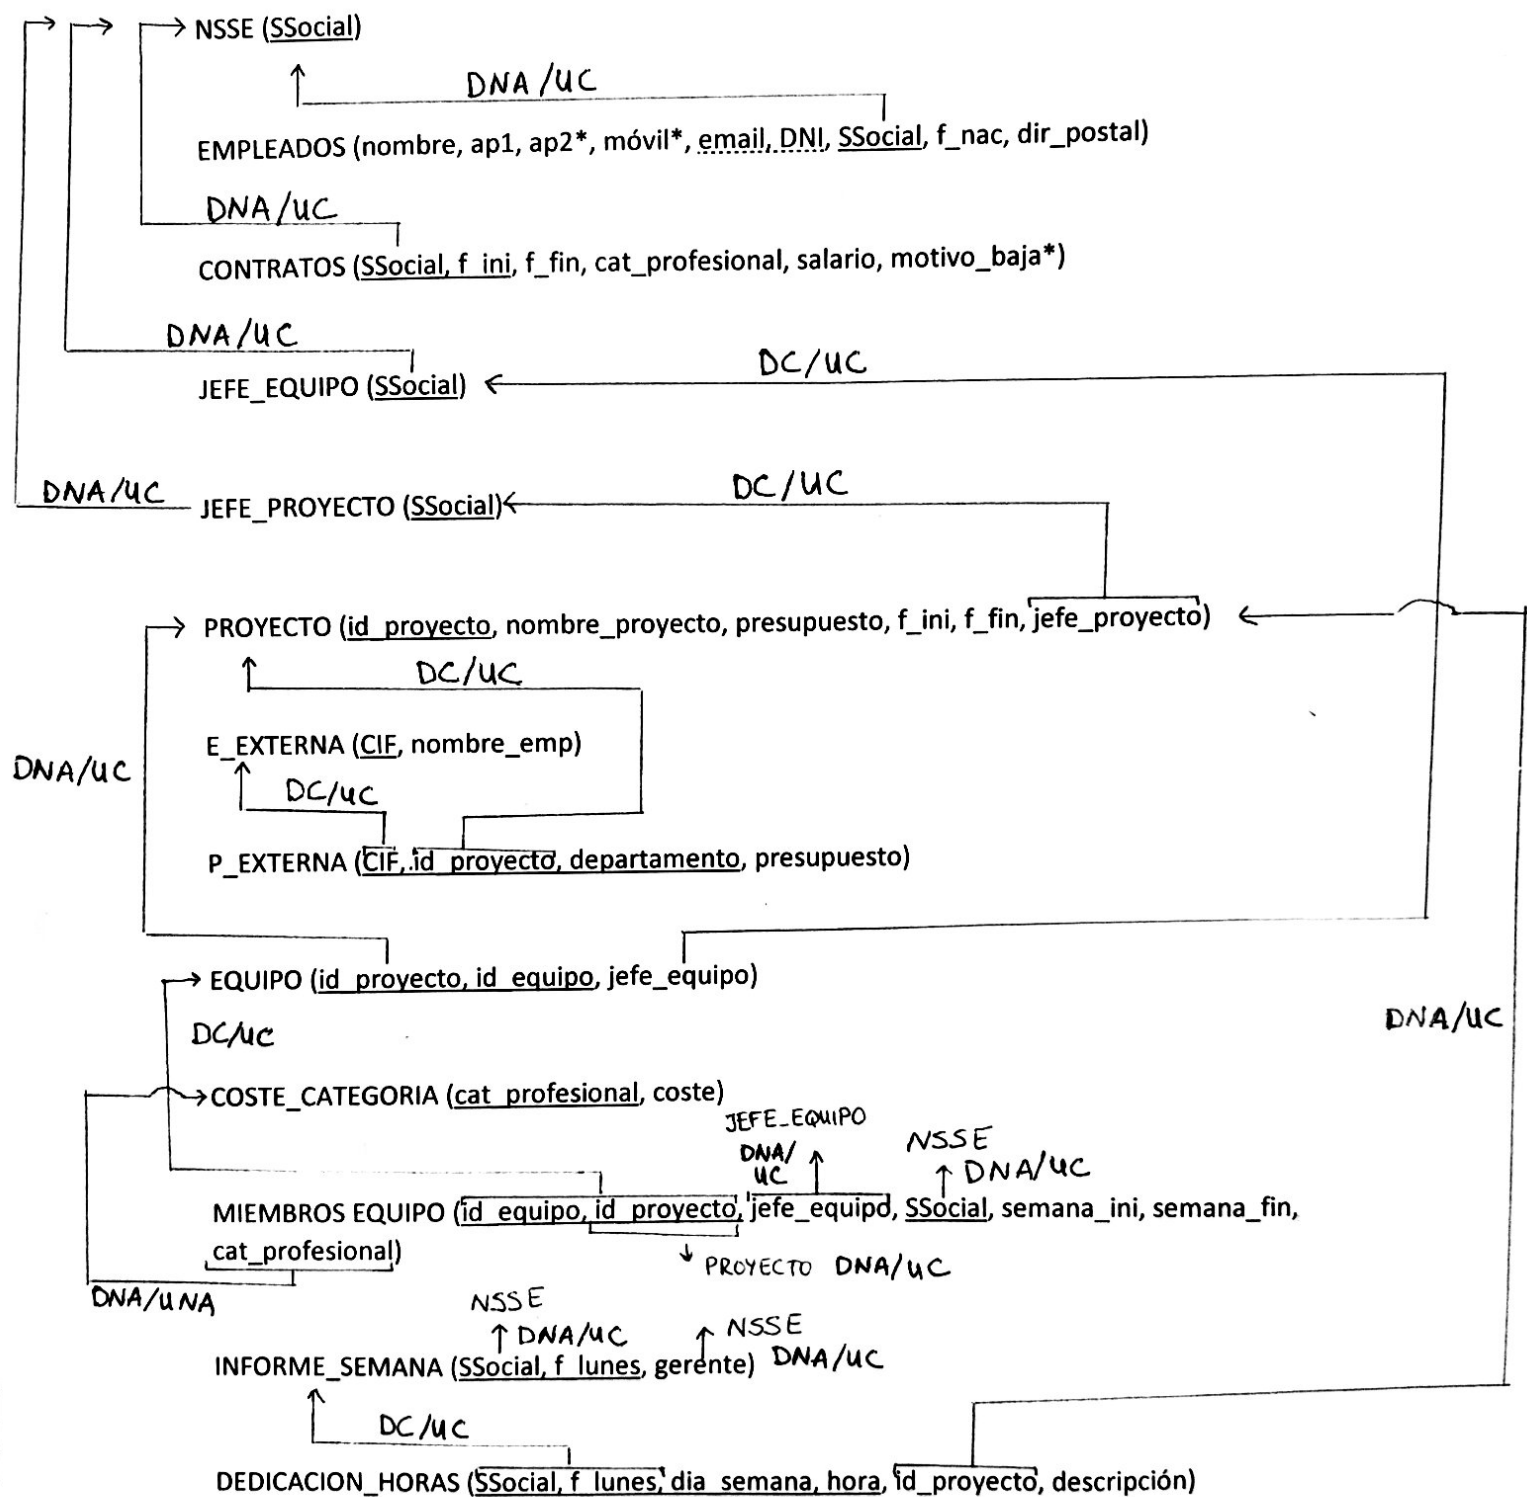 NSSE (SSocial)
DNA/UC
EMPLEADOS (nombre, ap1, ap2*, móvil*, email, DNI, SSocial, f_nac, dir_postal)
DNA/UC
CONTRATOS (SSocial, f_ini, f_fin, cat_profesional, salario, motivo_baja*)
DNA/UC
DC/UC
JEFE_EQUIPO (SSocial)
DNA/UC
DC/UC
JEFE_PROYECTO (SSocial)
PROYECTO (id_proyecto, nombre_proyecto, presupuesto, f_ini, f_fin, jefe_proyecto)
DC/UC
E_EXTERNA (CIF, nombre_emp)
DNA/UC
DC/UC
P_EXTERNA (CIF, id_proyecto, departamento, presupuesto)
EQUIPO (id_proyecto, id_equipo, jefe_equipo)
DC/UC
DNA/UC
COSTE_CATEGORIA (cat_profesional, coste)
JEFE_EQUIPO
DNA/
UC
NSSE
DNA/UC
MIEMBROS EQUIPO (id_equipo, id_proyecto, jefe_equipo, SSocial, semana_ini, semana_fin,
cat_profesional)
PROYECTO DNA/UC
DNA/UNA
NSSE
DNA/UC
NSSE
DNA/UC
INFORME_SEMANA (SSocial, f_lunes, gerente)
DC/UC
DEDICACION_HORAS (SSocial, f_lunes, dia_semana, hora, id_proyecto, descripción)